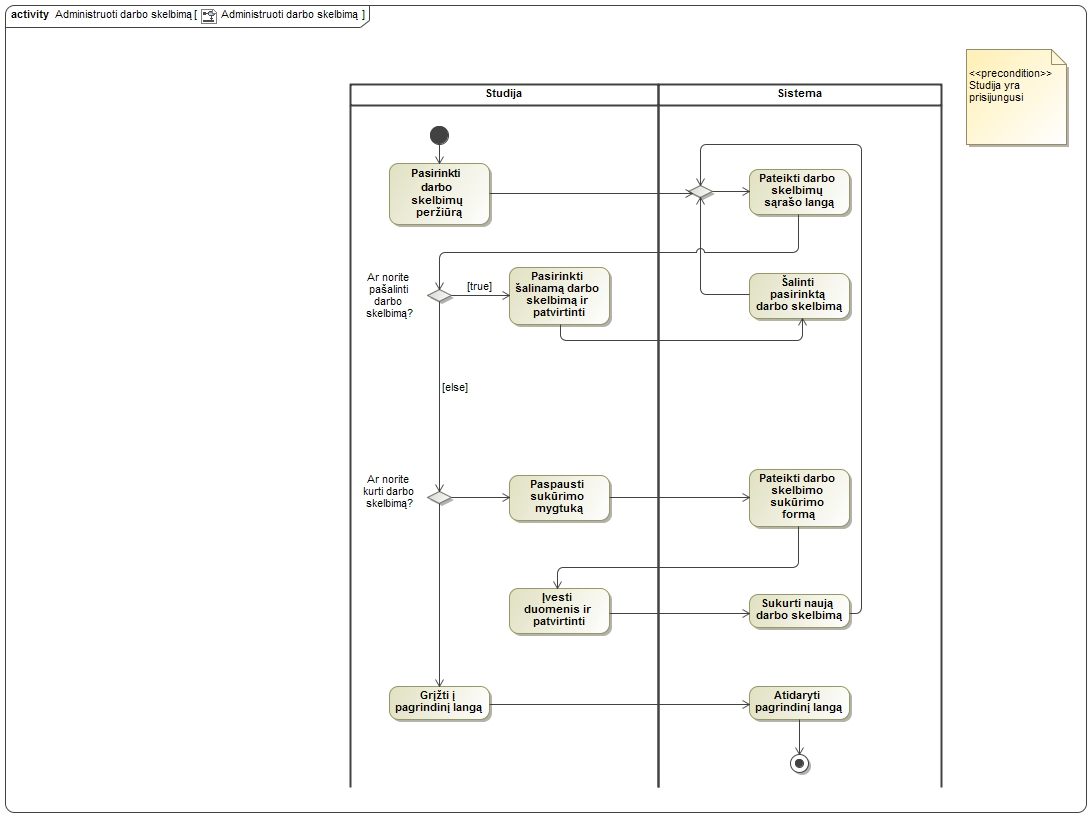 activity Administruoti darbo skelbimą [ Administruoti darbo skelbimą ]
<<precondition>>
Studija yra
prisijungusi
Studija
Sistema
Pasirinkti
darbo
skelbimų
peržiūrą
Pateikti darbo
skelbimų
sąrašo langą
Ar norite
pašalinti
darbo
skelbimą?
[true]
Pasirinkti
šalinamą darbo
skelbimą ir
patvirtinti
Šalinti
pasirinktą
darbo skelbimą
[else]
Ar norite
kurti darbo
skelbimą?
Paspausti
sukūrimo
mygtuką
Pateikti darbo
skelbimo
sukūrimo
formą
Įvesti
duomenis ir
patvirtinti
Sukurti naują
darbo skelbimą
Grįžti į
pagrindinį langą
Atidaryti
pagrindinį langą